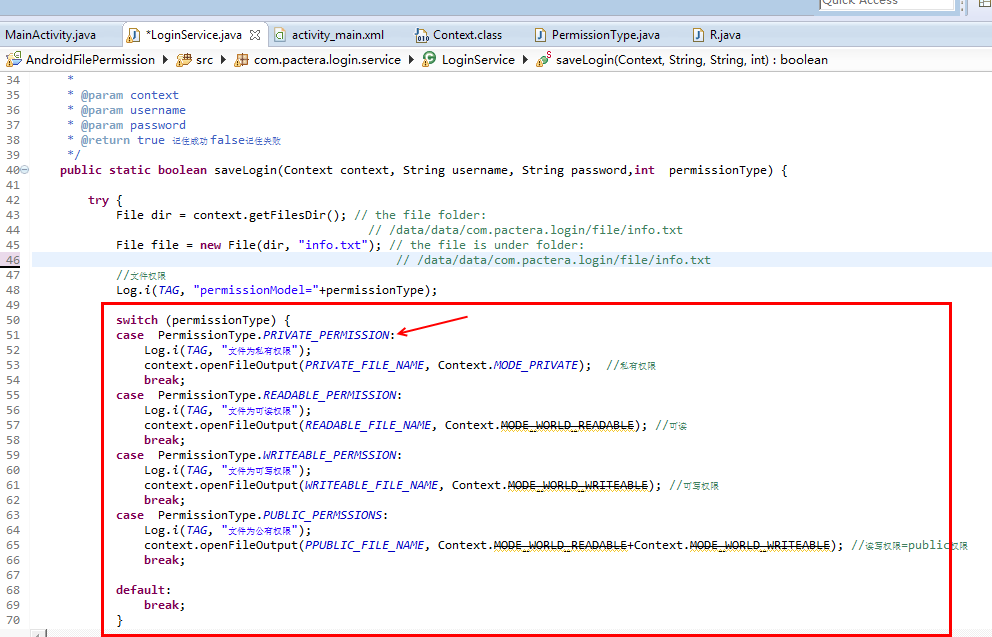 Quick Access
MainActivity.java
*LoginService.java
activity_main.xml
Context.class
PermissionType.java
R.java
AndroidFilePermission
src
com.pactera.login.service
LoginService
saveLogin(Context, String, String, int) : boolean
34 *
35 * @param context
36 * @param username
37 * @param password
38 * @return true 记住成功 false记住失败
39 */
40 public static boolean saveLogin(Context context, String username, String password,int  permissionType) {
41
42 try {
43 File dir = context.getFilesDir(); // the file folder:
44 // /data/data/com.pactera.login/file/info.txt
45 File file = new File(dir, "info.txt"); // the file is under folder:
46 // /data/data/com.pactera.login/file/info.txt
47 //文件权限
48 Log.i(TAG, "permissionModel="+permissionType);
49
50 switch (permissionType) {
51 case  PermissionType.PRIVATE_PERMISSION:
52 Log.i(TAG, "文件为私有权限");
53 context.openFileOutput(PRIVATE_FILE_NAME, Context.MODE_PRIVATE);  //私有权限
54 break;
55 case  PermissionType.READABLE_PERMISSION:
56 Log.i(TAG, "文件为可读权限");
57 context.openFileOutput(READABLE_FILE_NAME, Context.MODE_WORLD_READABLE); //可读
58 break;
59 case  PermissionType.WRITEABLE_PERMSSION:
60 Log.i(TAG, "文件为可写权限");
61 context.openFileOutput(WRITEABLE_FILE_NAME, Context.MODE_WORLD_WRITEABLE); //可写权限
62 break;
63 case  PermissionType.PUBLIC_PERMSSIONS:
64 Log.i(TAG, "文件为公有权限");
65 context.openFileOutput(PPUBLIC_FILE_NAME, Context.MODE_WORLD_READABLE+Context.MODE_WORLD_WRITEABLE); //读写权限=public权限
66 break;
67
68 default:
69 break;
70 }